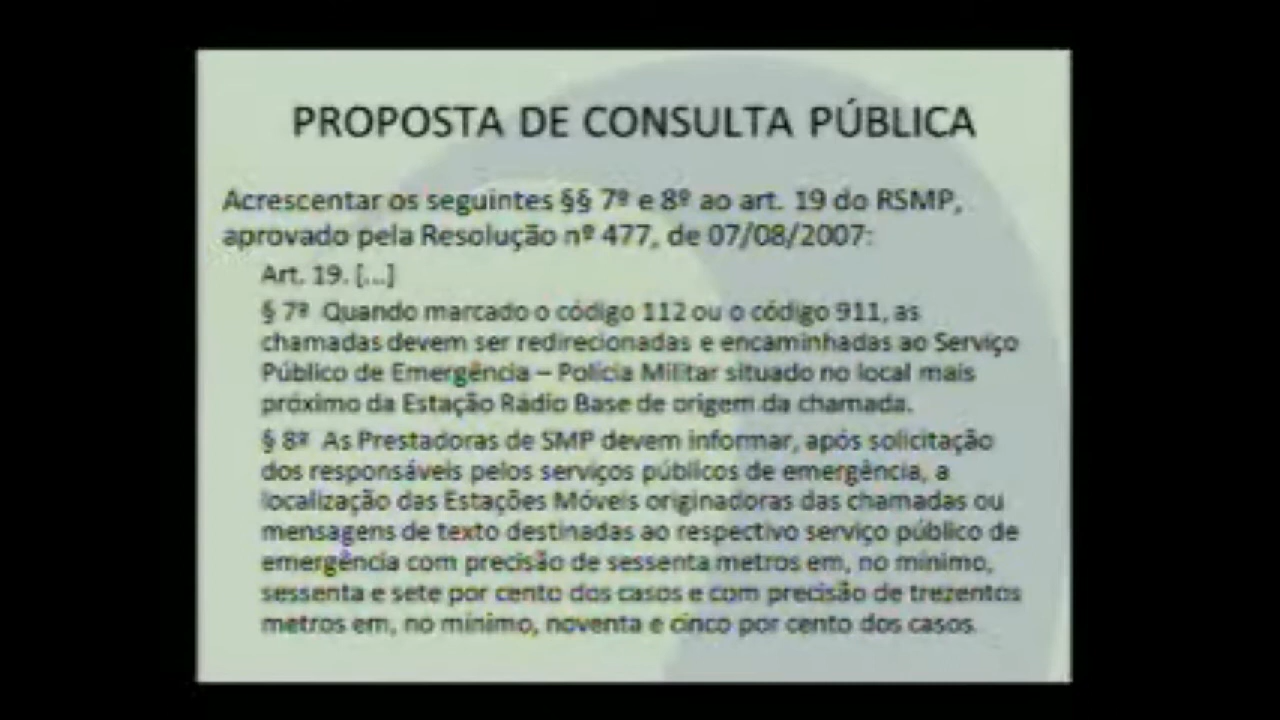 PROPOSTA DE CONSULTA PÚBLICA
Acrescentar os seguintes §§ 7º e 8º ao art. 19 do RSMP,
aprovado pela Resolução nº 477, de 07/08/2007:
Art. 19. [...]
§ 7º Quando marcado o código 112 ou o código 911, as
chamadas devem ser redirecionadas e encaminhadas ao Serviço
Público de Emergência – Polícia Militar situado no local mais
próximo da Estação Rádio Base de origem da chamada.
§ 8º As Prestadoras de SMP devem informar, após solicitação
dos responsáveis pelos serviços públicos de emergência, a
localização das Estações Móveis originadoras das chamadas ou
mensagens de texto destinadas ao respectivo serviço público de
emergência com precisão de sessenta metros em, no mínimo,
sessenta e sete por cento dos casos e com precisão de trezentos
metros em, no mínimo, noventa e cinco por cento dos casos.